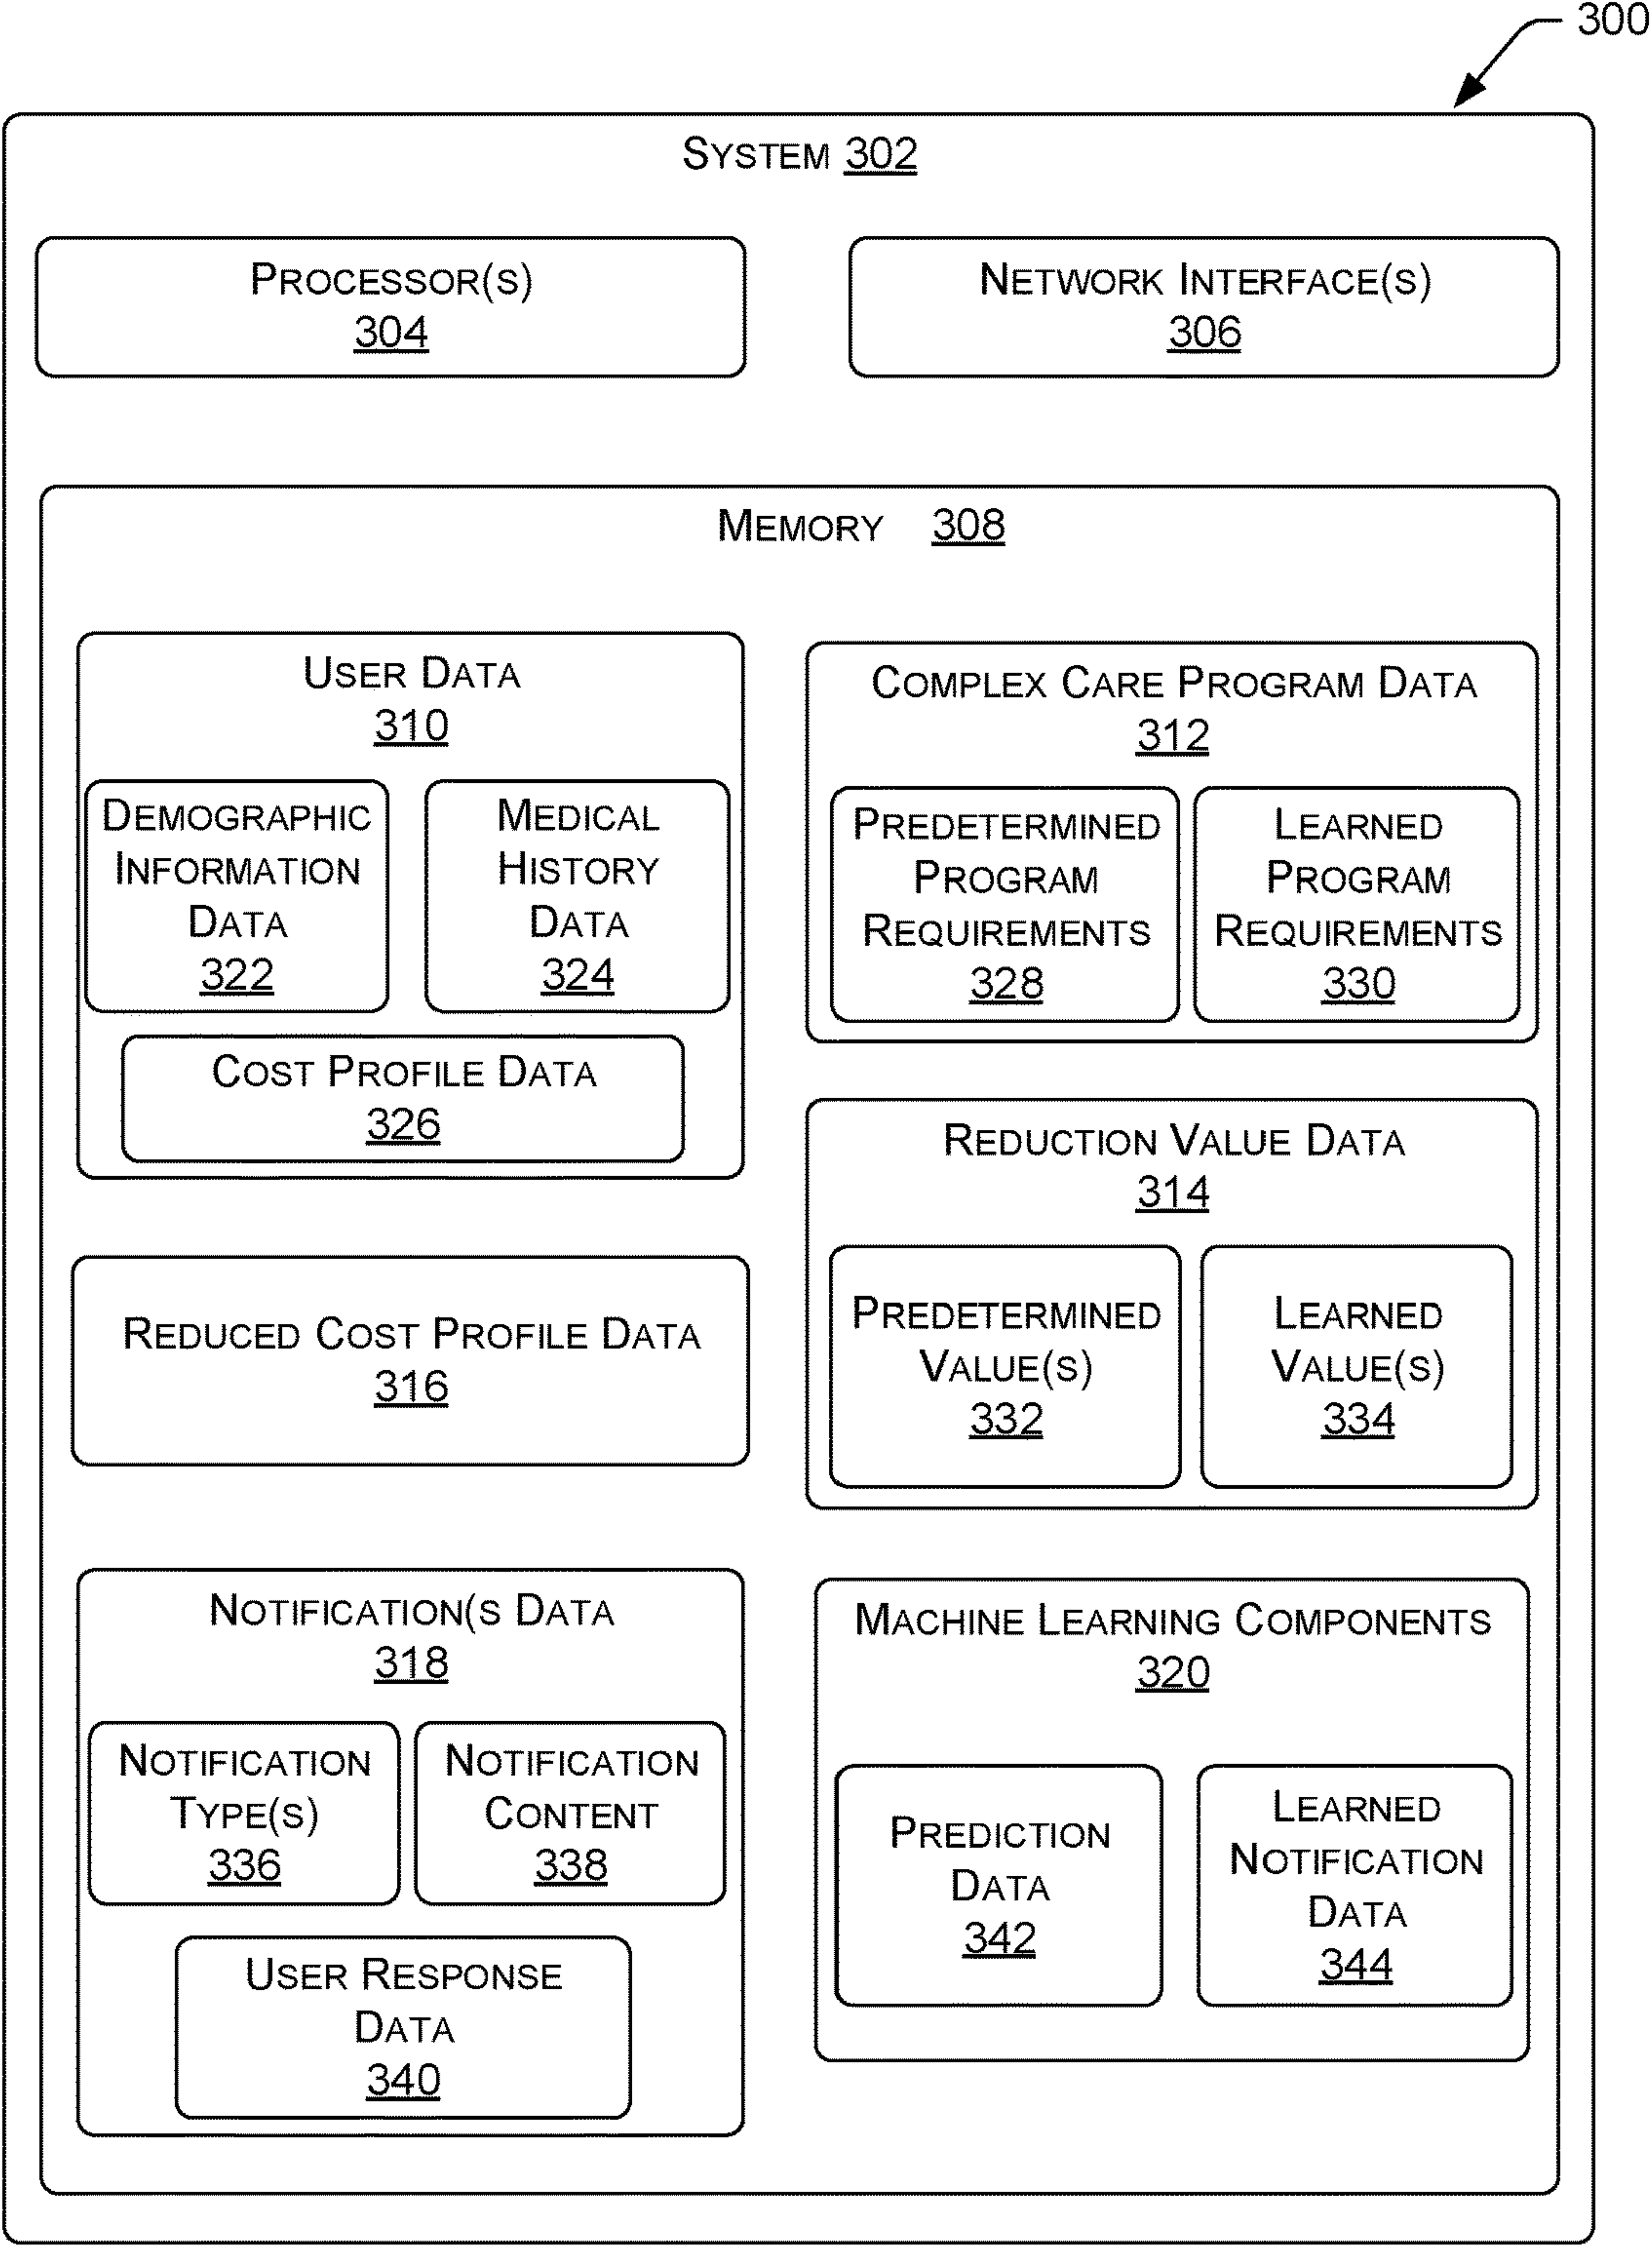 300
SYSTEM 302
PROCESSOR(S)
304
NETWORK INTERFACE(S)
306
MEMORY 308
USER DATA
310
DEMOGRAPHIC
INFORMATION
DATA
322
MEDICAL
HISTORY
DATA
324
COST PROFILE DATA
326
COMPLEX CARE PROGRAM DATA
312
PREDETERMINED
PROGRAM
REQUIREMENTS
328
LEARNED
PROGRAM
REQUIREMENTS
330
REDUCTION VALUE DATA
314
PREDETERMINED
VALUE(S)
332
LEARNED
VALUE(S)
334
REDUCED COST PROFILE DATA
316
NOTIFICATION(S DATA
318
NOTIFICATION
TYPE(S)
336
NOTIFICATION
CONTENT
338
USER RESPONSE
DATA
340
MACHINE LEARNING COMPONENTS
320
PREDICTION
DATA
342
LEARNED
NOTIFICATION
DATA
344